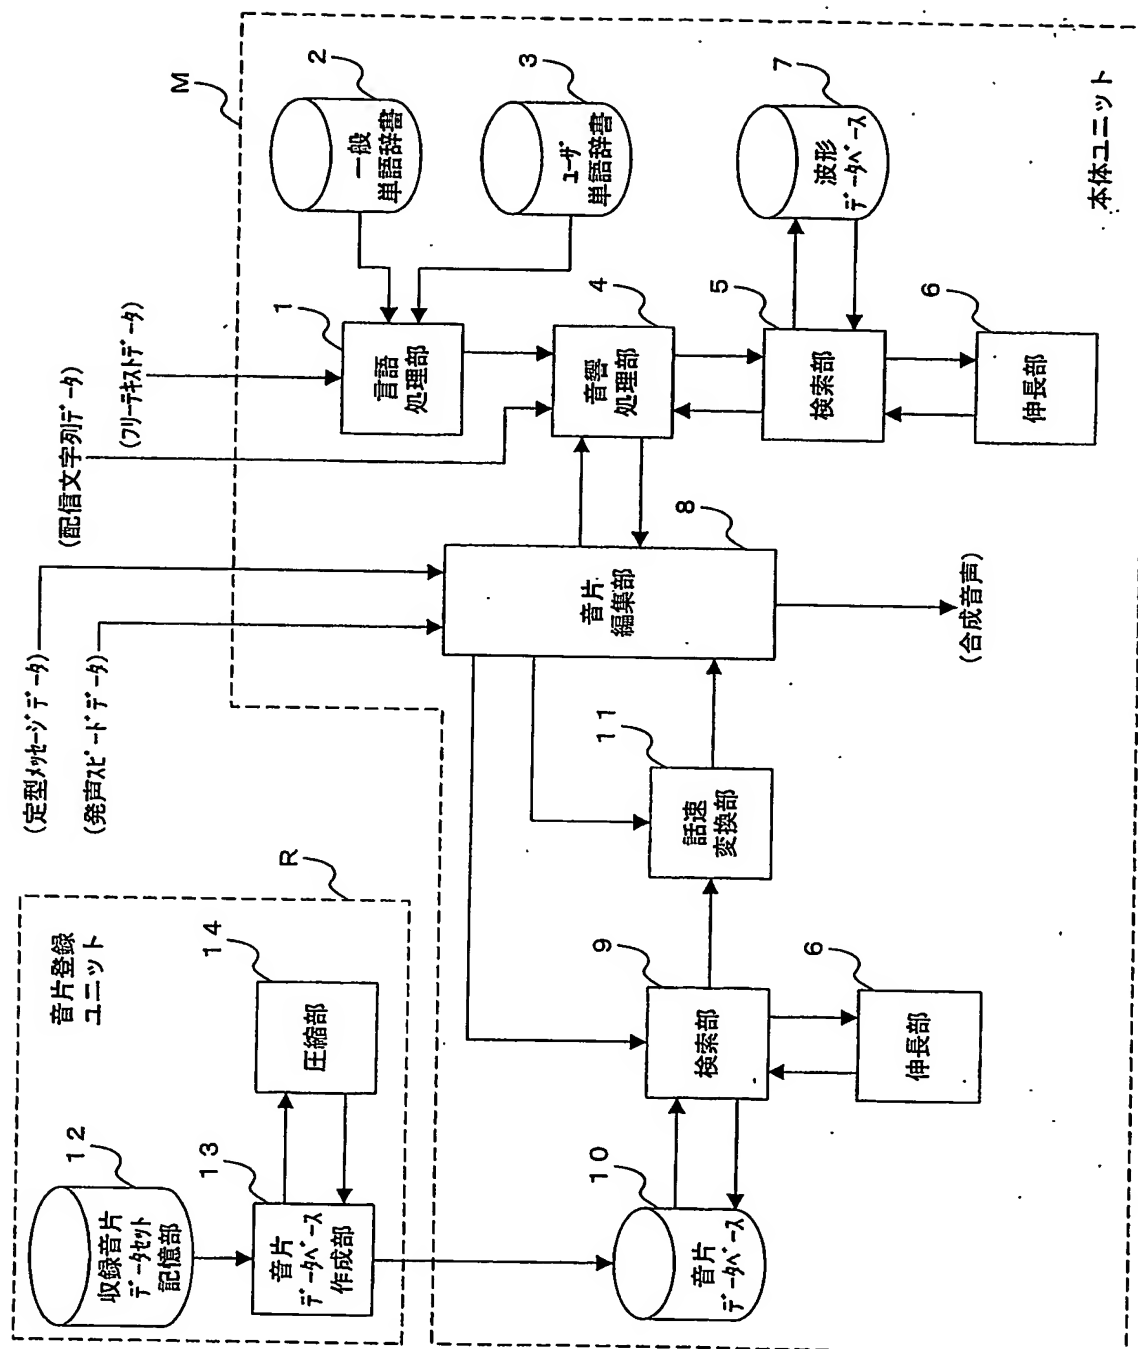 M
(定型メッセージデータ)
(発声スピードデータ)
(配信文字列データ)
(フリーテキストデータ)
2
一般
単語辞書
3
ユーザ
単語辞書
1
言語
処理部
4
音響
処理部
5
検索部
6
伸長部
7
波形
データベース
本体ユニット
8
音片
編集部
(合成音声)
11
話速
変換部
9
検索部
6
伸長部
10
音片
データベース
R
音片登録
ユニット
14
圧縮部
12
収録音片
データセット
記憶部
13
音片
データベース
作成部